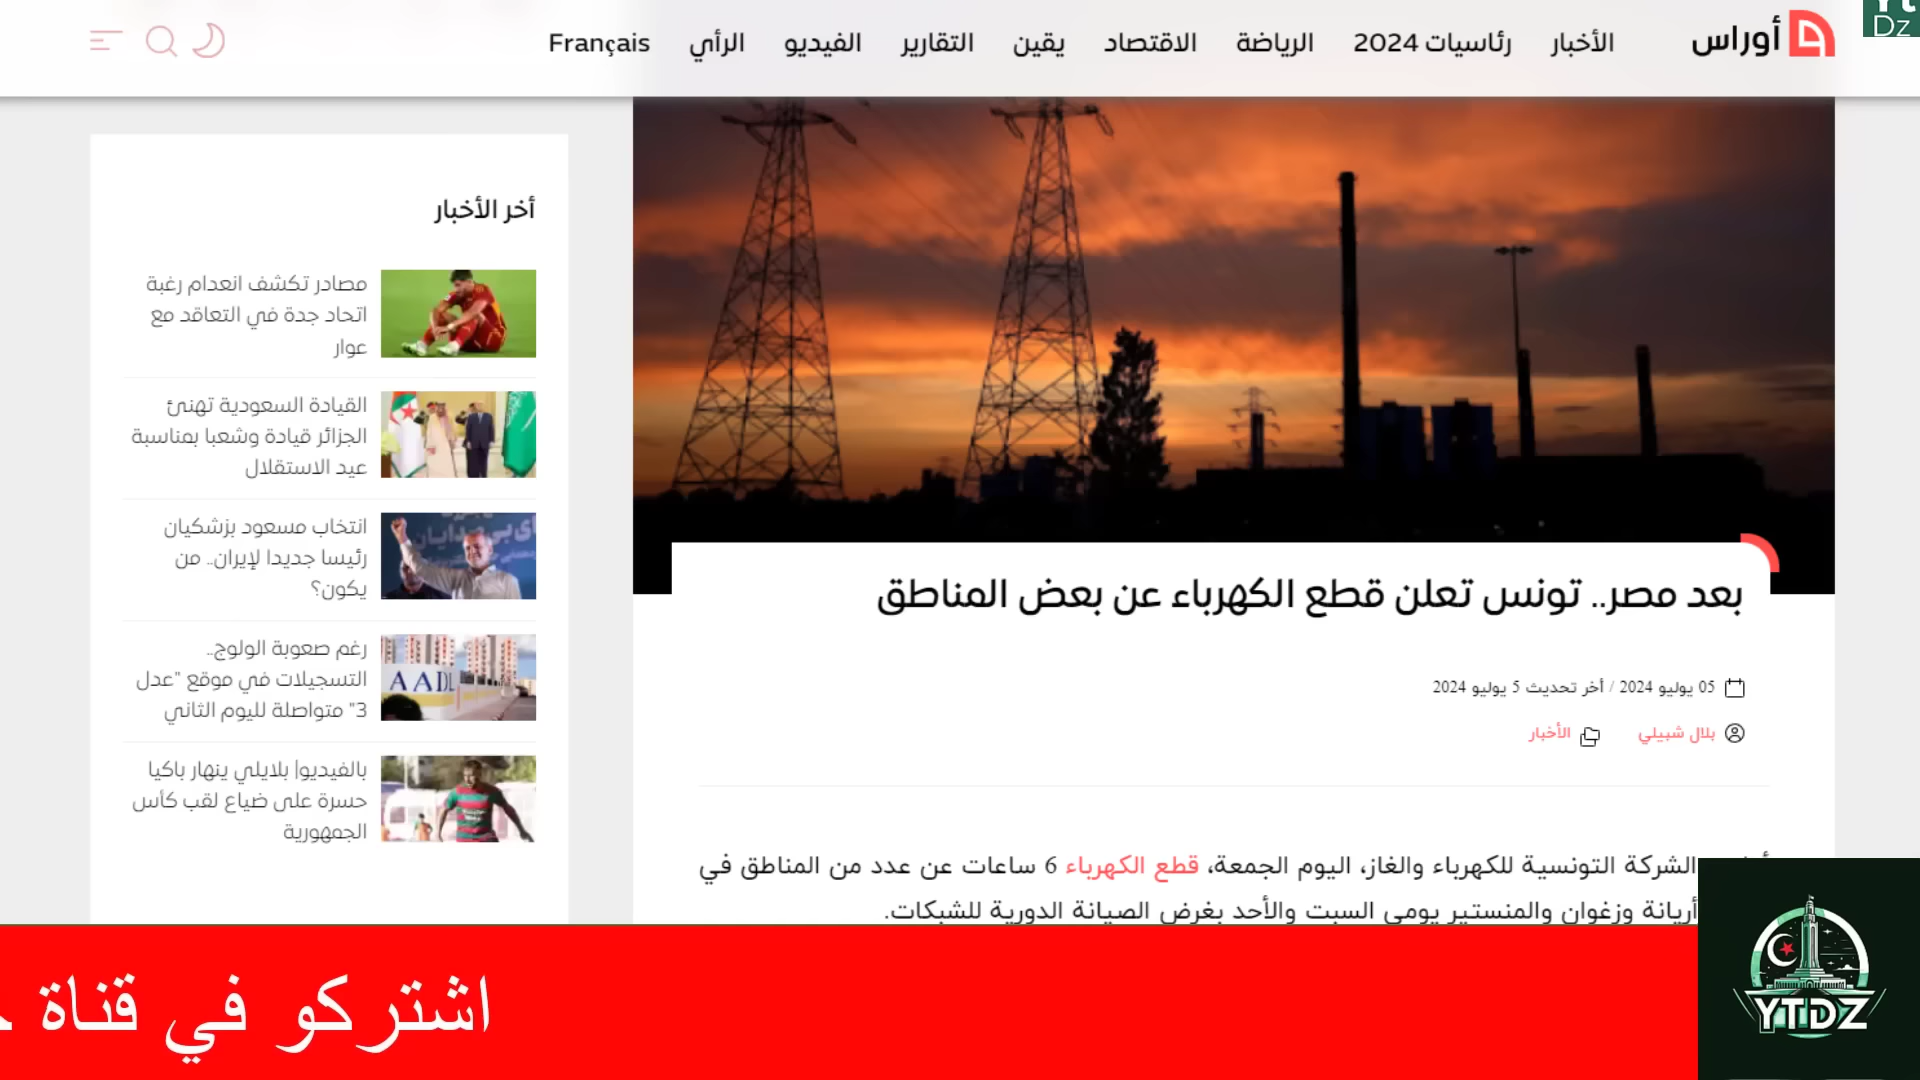 أوراس
الأخبار
رئاسيات 2024
الرياضة
الاقتصاد
يقين
التقارير
الفيديو
الرأي
Français
Dz
بعد مصر.. تونس تعلن قطع الكهرباء عن بعض المناطق
05 يوليو 2024 / أخر تحديث 5 يوليو 2024
بلال شبيلي
الأخبار
الشركة التونسية للكهرباء والغاز، اليوم الجمعة، قطع الكهرباء 6 ساعات عن عدد من المناطق في
أريانة وزغوان والمنستير يومي السبت والأحد بغرض الصيانة الدورية للشبكات.
أخر الأخبار
مصادر تكشف انعدام رغبة
اتحاد جدة في التعاقد مع
عوار
القيادة السعودية تهنئ
الجزائر قيادة وشعبا بمناسبة
عيد الاستقلال
انتخاب مسعود بزشكيان
رئيسا جديدا لإيران.. من
يكون؟
رغم صعوبة الولوج..
التسجيلات في موقع "عدل
3" متواصلة لليوم الثاني
AADL
بالفيديو| بلايلي ينهار باكيا
حسرة على ضياع لقب كأس
الجمهورية
اشتركو في قناة
YTDZ